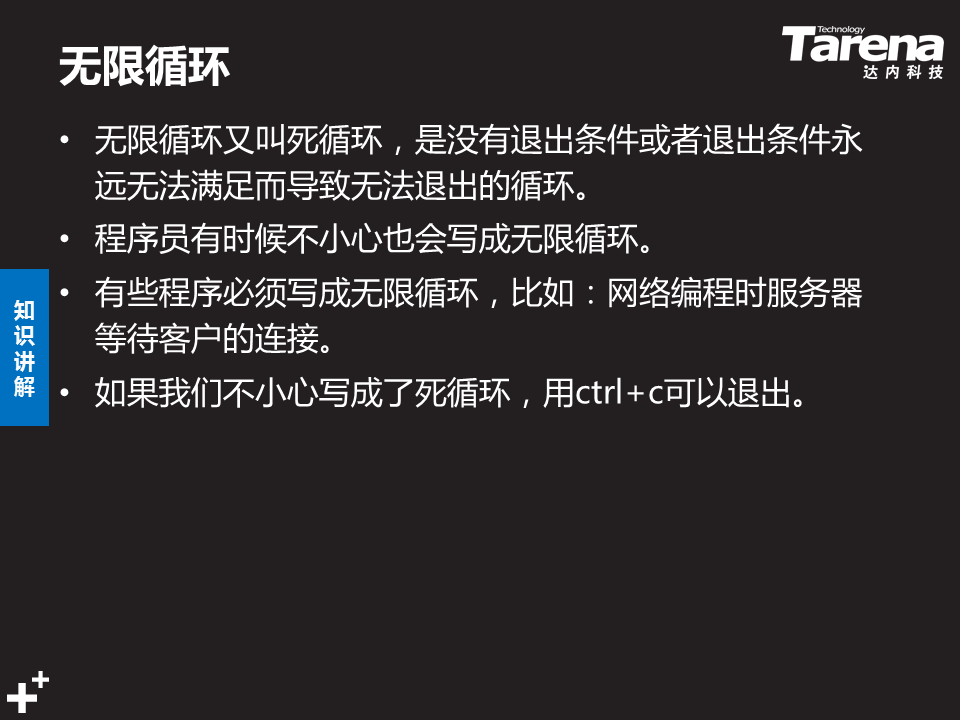 无限循环
Technology
Tarena
达内科技
• 无限循环又叫死循环，是没有退出条件或者退出条件永
远无法满足而导致无法退出的循环。
• 程序员有时候不小心也会写成无限循环。
• 有些程序必须写成无限循环，比如：网络编程时服务器
等待客户的连接。
• 如果我们不小心写成了死循环，用ctrl+c可以退出。
知
识
讲
解